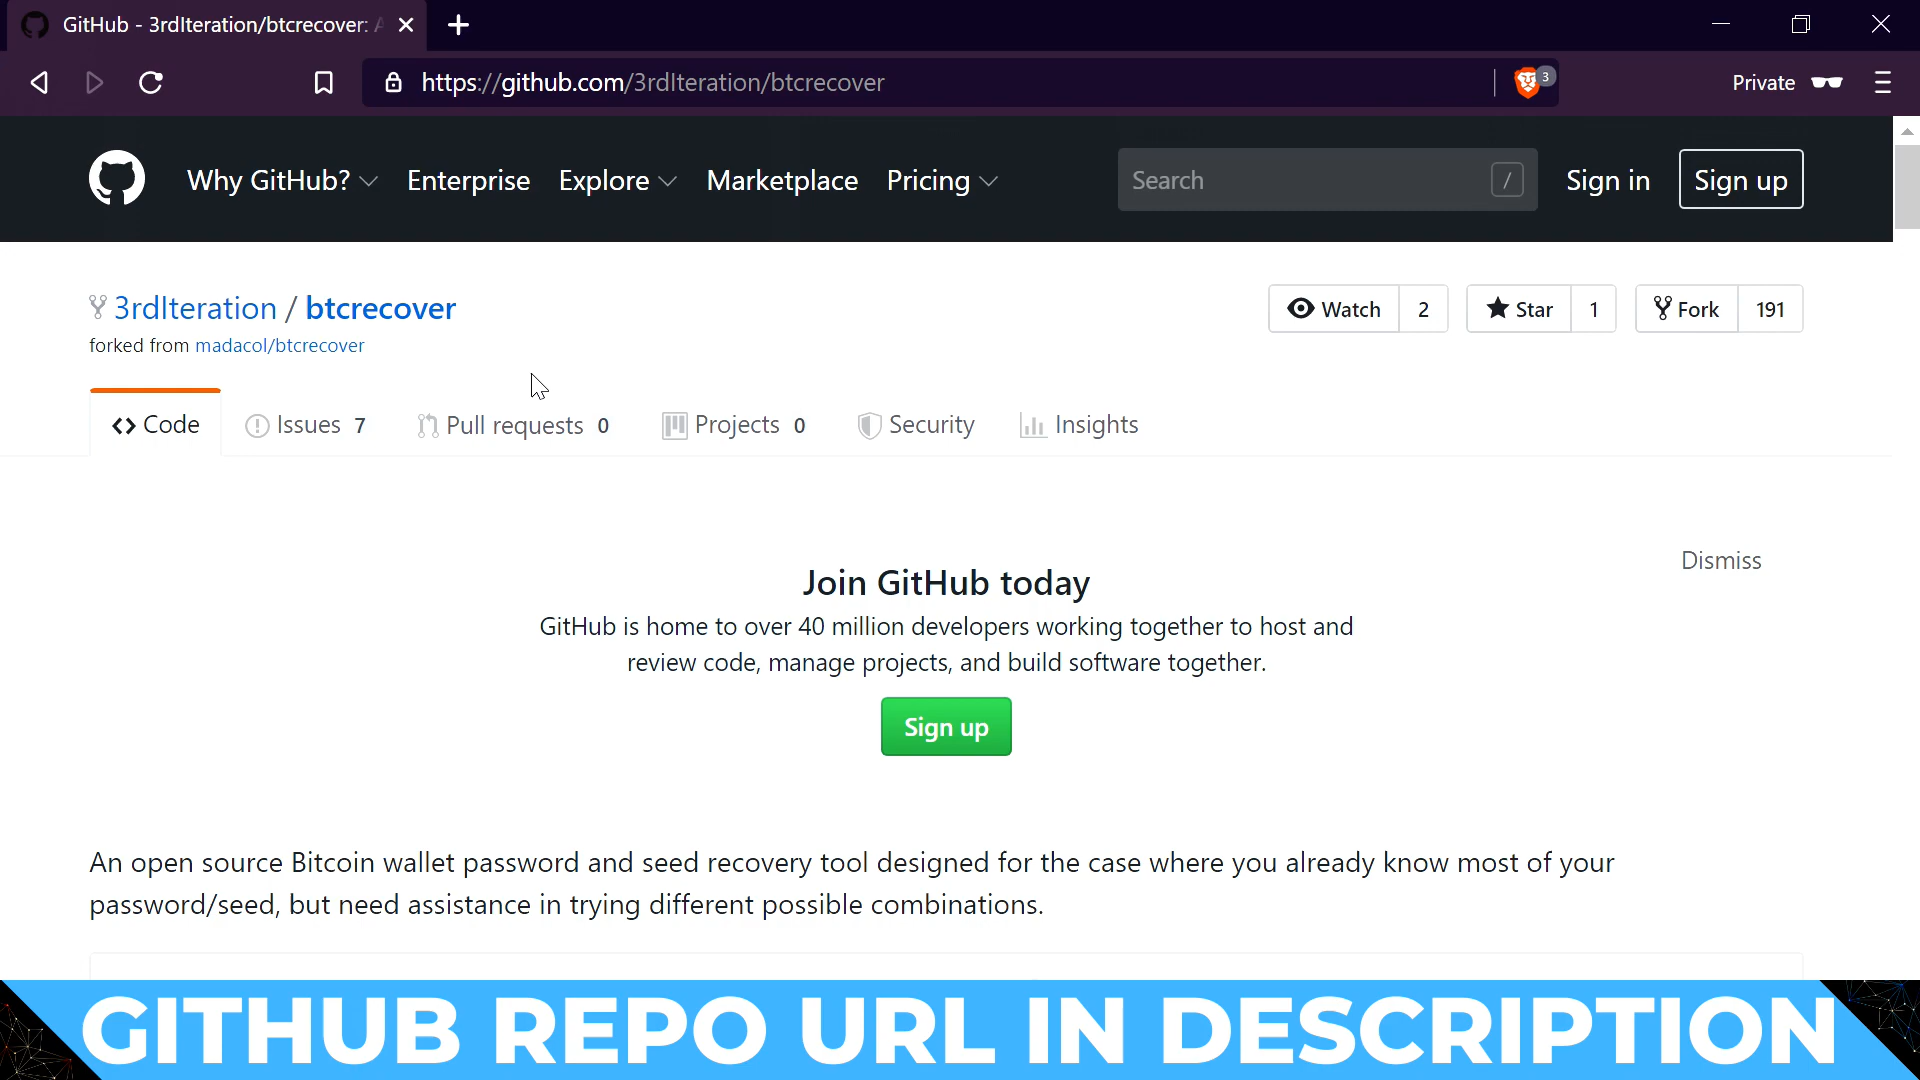 GitHub - 3rdIteration/btcrecover: A
https://github.com/3rdIteration/btcrecover
3
Private
Why GitHub? Enterprise Explore Marketplace Pricing
Search /
Sign in
Sign up
3rdIteration / btcrecover
Watch 2
Star 1
Fork 191
forked from madacol/btcrecover
Code
Issues 7
Pull requests 0
Projects 0
Security
Insights
Dismiss
Join GitHub today
GitHub is home to over 40 million developers working together to host and
review code, manage projects, and build software together.
Sign up
An open source Bitcoin wallet password and seed recovery tool designed for the case where you already know most of your
password/seed, but need assistance in trying different possible combinations.
GITHUB REPO URL IN DESCRIPTION